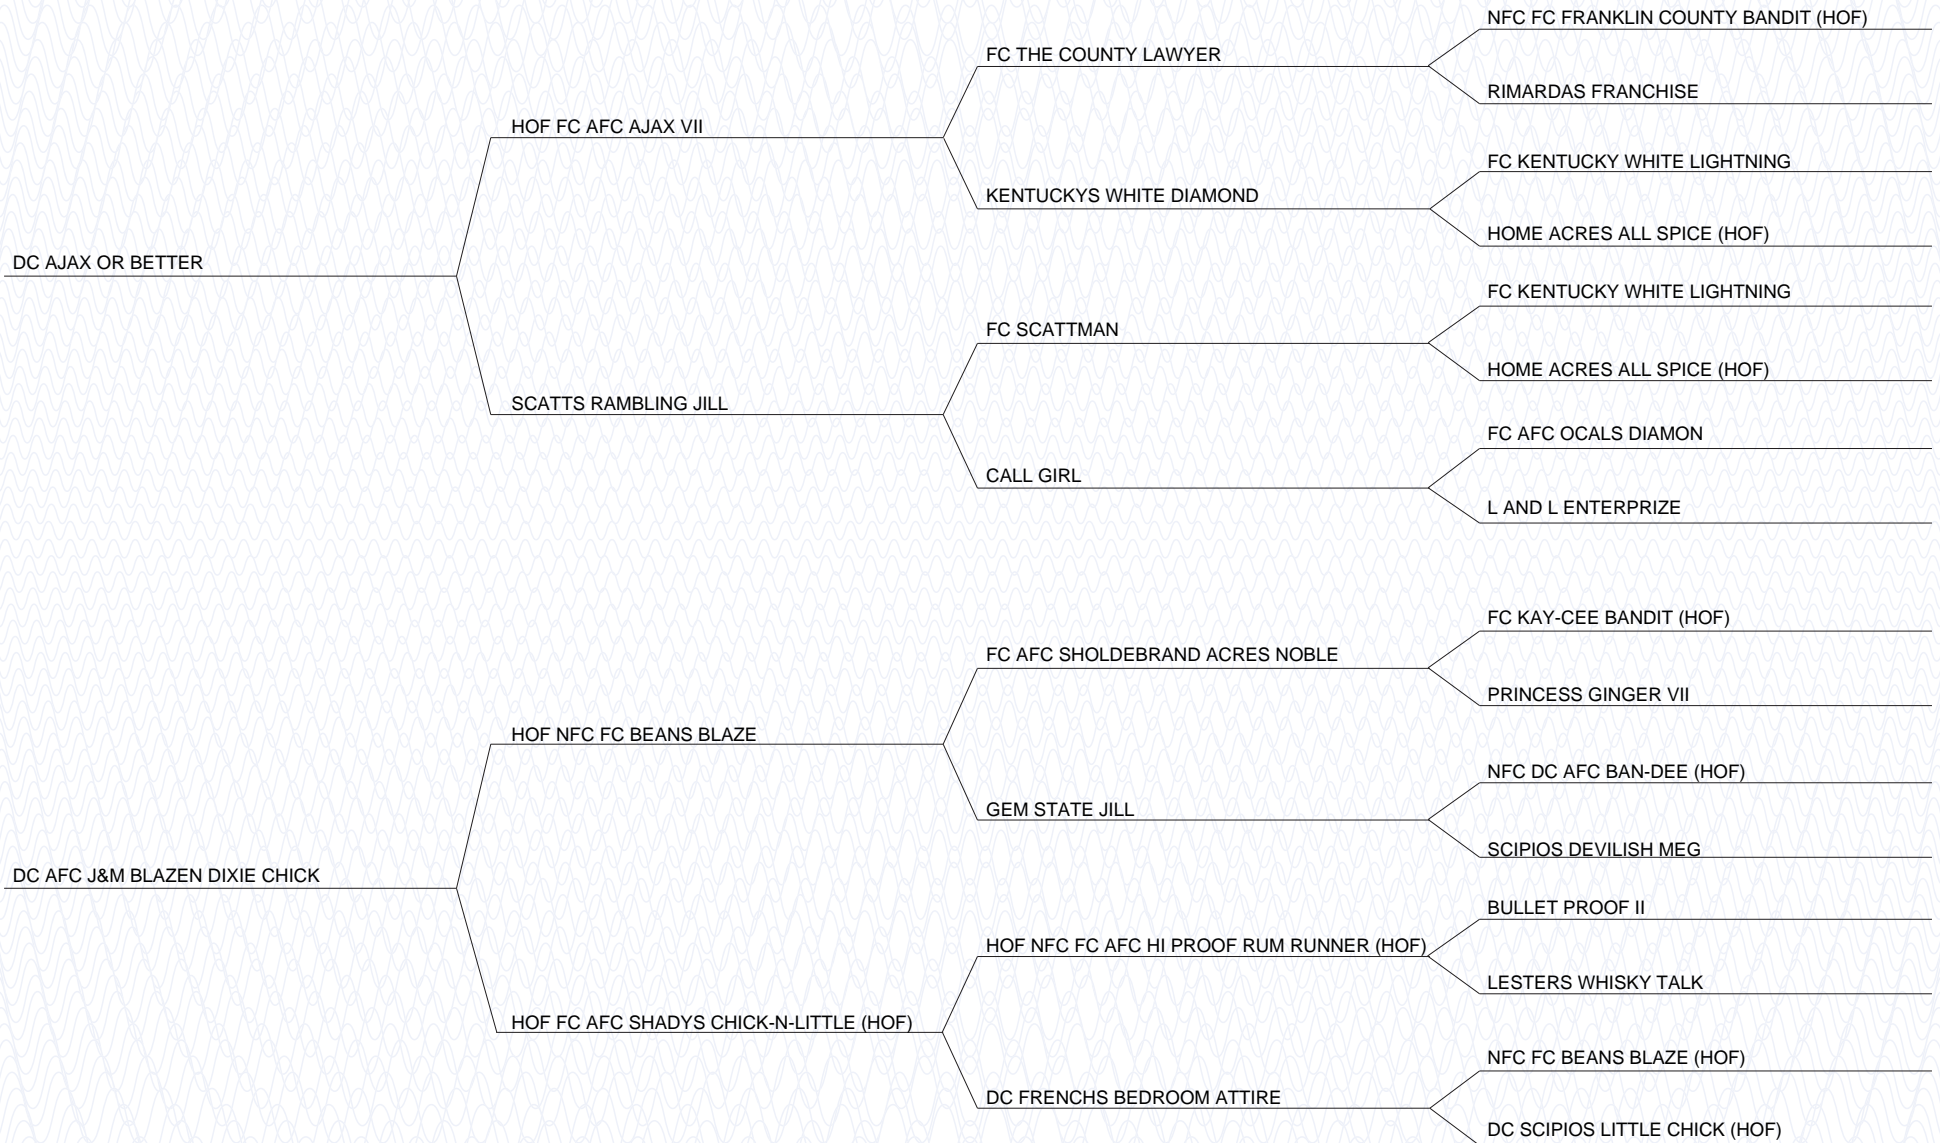 NFC FC FRANKLIN COUNTY BANDIT (HOF)
FC THE COUNTY LAWYER
RIMARDAS FRANCHISE
HOF FC AFC AJAX VII
FC KENTUCKY WHITE LIGHTNING
KENTUCKYS WHITE DIAMOND
HOME ACRES ALL SPICE (HOF)
DC AJAX OR BETTER
FC KENTUCKY WHITE LIGHTNING
FC SCATTMAN
HOME ACRES ALL SPICE (HOF)
SCATTS RAMBLING JILL
FC AFC OCALS DIAMON
CALL GIRL
L AND L ENTERPRIZE
FC KAY-CEE BANDIT (HOF)
FC AFC SHOLDEBRAND ACRES NOBLE
PRINCESS GINGER VII
HOF NFC FC BEANS BLAZE
NFC DC AFC BAN-DEE (HOF)
GEM STATE JILL
SCIPIOS DEVILISH MEG
DC AFC J&M BLAZEN DIXIE CHICK
BULLET PROOF II
HOF NFC FC AFC HI PROOF RUM RUNNER (HOF)
LESTERS WHISKY TALK
HOF FC AFC SHADYS CHICK-N-LITTLE (HOF)
NFC FC BEANS BLAZE (HOF)
DC FRENCHS BEDROOM ATTIRE
DC SCIPIOS LITTLE CHICK (HOF)